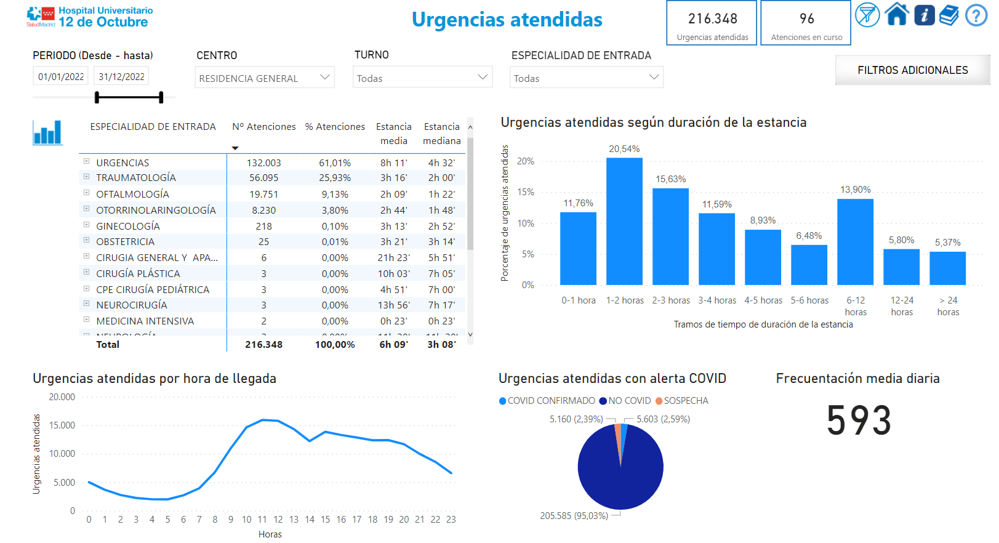 Hospital Universitario
12 de Octubre
SaludMadrid
Urgencias atendidas
216.348
Urgencias atendidas
96
Atenciones en curso
PERIODO (Desde - hasta)
01/01/2022
31/12/2022
CENTRO
RESIDENCIA GENERAL
TURNO
Todas
ESPECIALIDAD DE ENTRADA
Todas
FILTROS ADICIONALES
ESPECIALIDAD DE ENTRADA Nº Atenciones % Atenciones Estancia media Estancia mediana
URGENCIAS 132.003 61,01% 8h 11' 4h 32'
TRAUMATOLOGÍA 56.095 25,93% 3h 16' 2h 00'
OFTALMOLOGÍA 19.751 9,13% 2h 09' 1h 22'
OTORRINOLARINGOLOGÍA 8.230 3,80% 2h 44' 1h 48'
GINECOLOGÍA 218 0,10% 3h 13' 2h 52'
OBSTETRICIA 25 0,01% 3h 21' 3h 14'
CIRUGIA GENERAL Y APA... 6 0,00% 21h 23' 5h 51'
CIRUGÍA PLÁSTICA 3 0,00% 10h 03' 7h 05'
CPE CIRUGÍA PEDIÁTRICA 3 0,00% 4h 51' 7h 00'
NEUROCIRUGÍA 3 0,00% 13h 56' 7h 17'
MEDICINA INTENSIVA 2 0,00% 0h 23' 0h 23'
NEUROLOGÍA
Total 216.348 100,00% 6h 09' 3h 08'
Urgencias atendidas según duración de la estancia
Porcentaje de urgencias atendidas
20%
15%
10%
5%
0%
11,76%
20,54%
15,63%
11,59%
8,93%
6,48%
13,90%
5,80%
5,37%
0-1 hora 1-2 horas 2-3 horas 3-4 horas 4-5 horas 5-6 horas 6-12 horas 12-24 horas > 24 horas
Tramos de tiempo de duración de la estancia
Urgencias atendidas por hora de llegada
Urgencias atendidas
20.000
15.000
10.000
5.000
0
0 1 2 3 4 5 6 7 8 9 10 11 12 13 14 15 16 17 18 19 20 21 22 23
Horas
Urgencias atendidas con alerta COVID
COVID CONFIRMADO NO COVID SOSPECHA
5.160 (2,39%)
5.603 (2,59%)
205.585 (95,03%)
Frecuentación media diaria
593